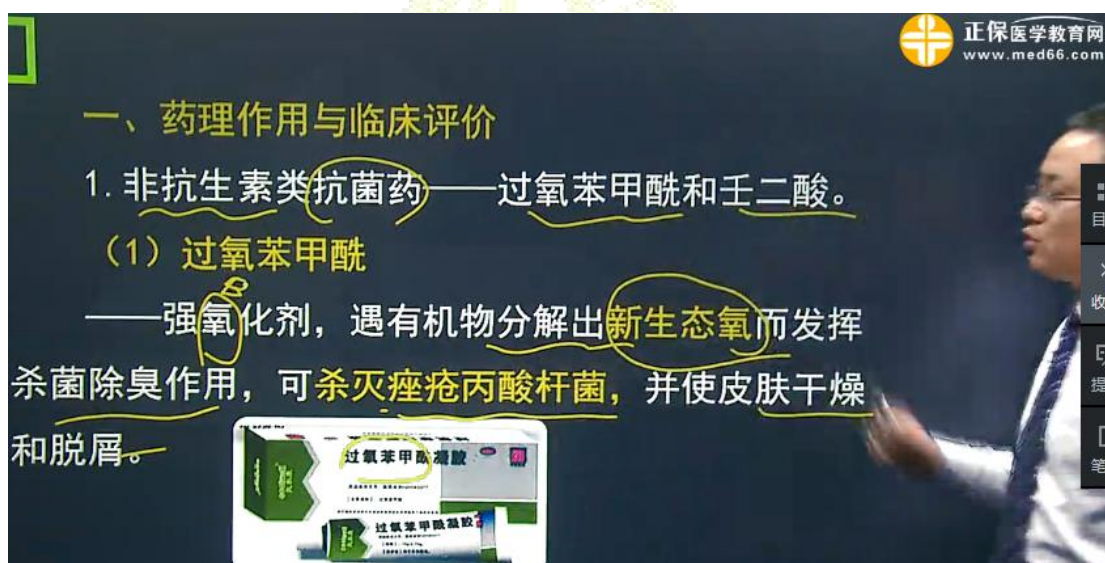 正保医学教育网
www.med66.com
一、药理作用与临床评价
1.非抗生素类抗菌药——过氧苯甲酰和壬二酸。
（1）过氧苯甲酰
——强氧化剂，遇有机物分解出新生态氧而发挥
杀菌除臭作用，可杀灭痤疮丙酸杆菌，并使皮肤干燥
和脱屑。
过氧苯甲酰凝胶
过氧苯甲酰凝胶
目
收
提
笔